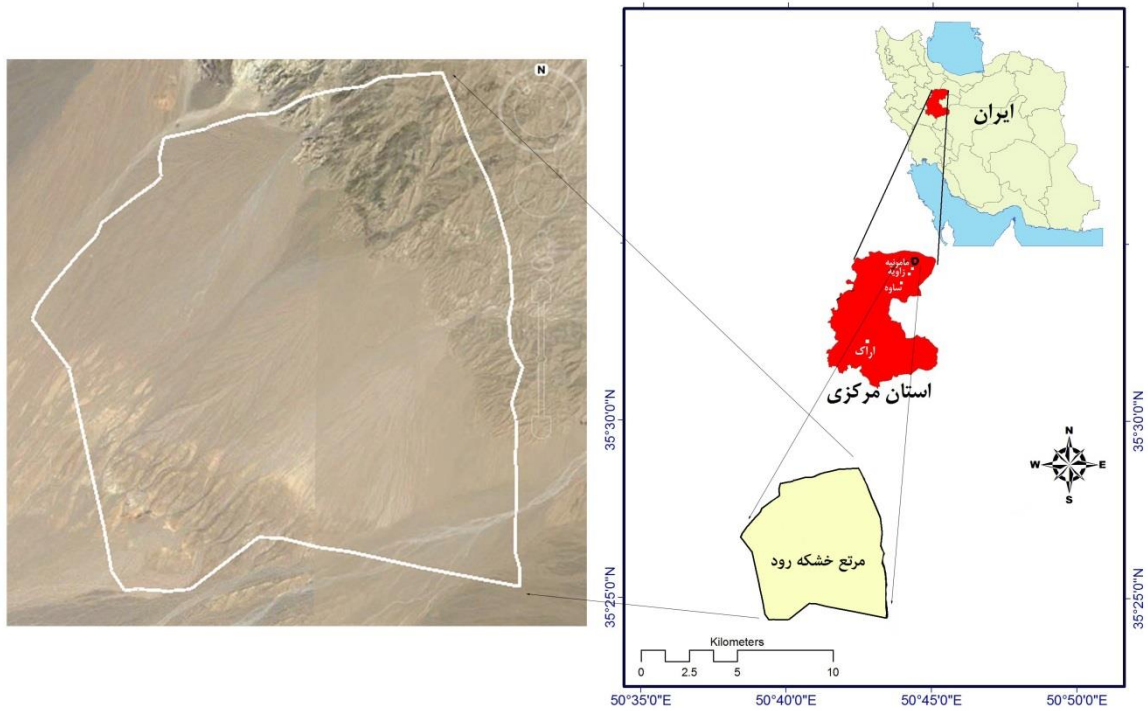 N
ایران
مامونیه
زاویه
ساوه
اراک
استان مرکزی
مرتع خشکه رود
N
W
E
S
Kilometers
0
2.5
5
10
35°30'0"N
35°25'0"N
35°30'0"N
35°25'0"N
50°35'0"E
50°40'0"E
50°45'0"E
50°50'0"E